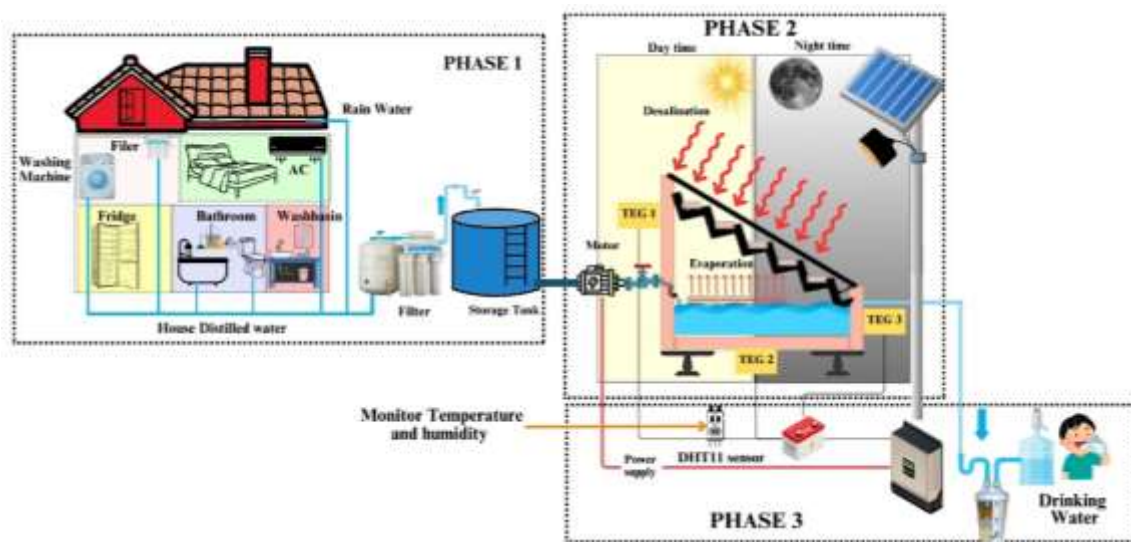 PHASE 1
Rain Water
Filer
Washing
Machine
AC
Fridge
Bathroom
Washbasin
House Distilled water
Filter
Storage Tank
PHASE 2
Day time
Night time
Desalination
TEG 1
Motor
Evaporation
TEG 3
TEG 2
Monitor Temperature
and humidity
DHT11 sensor
Power
supply
Drinking
Water
PHASE 3